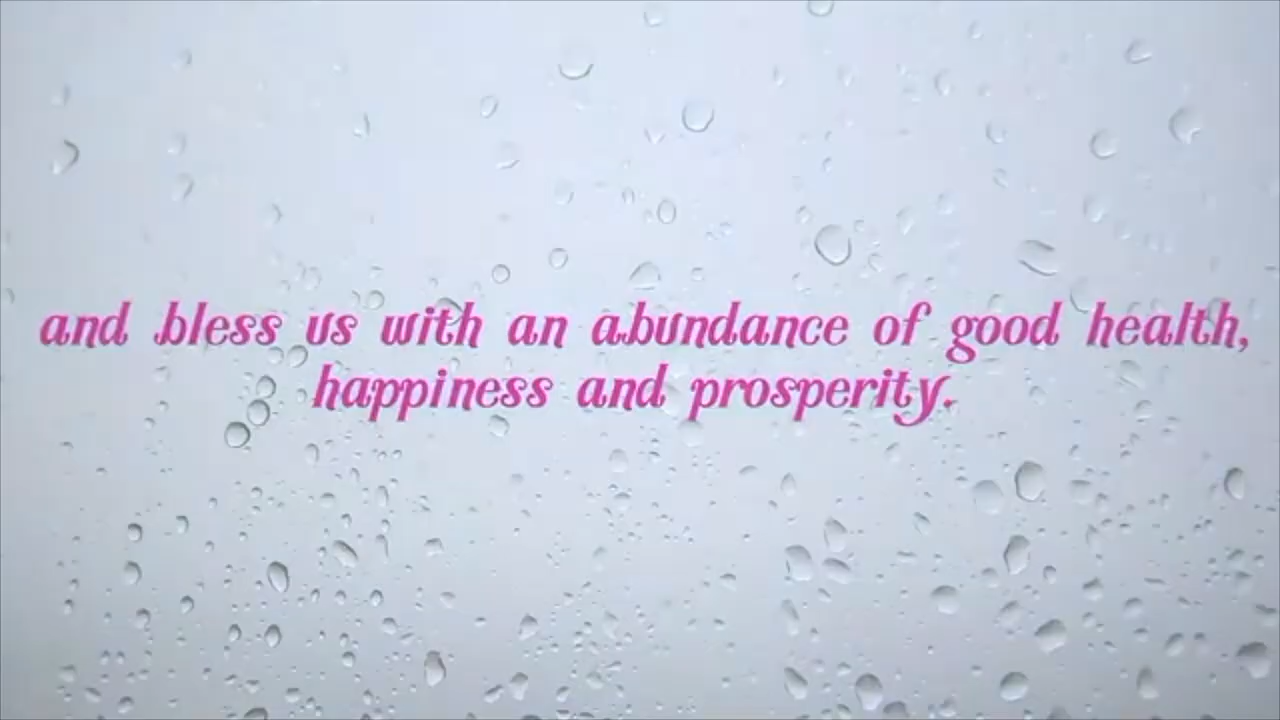 and bless us with an abundance of good health,
happiness and prosperity.